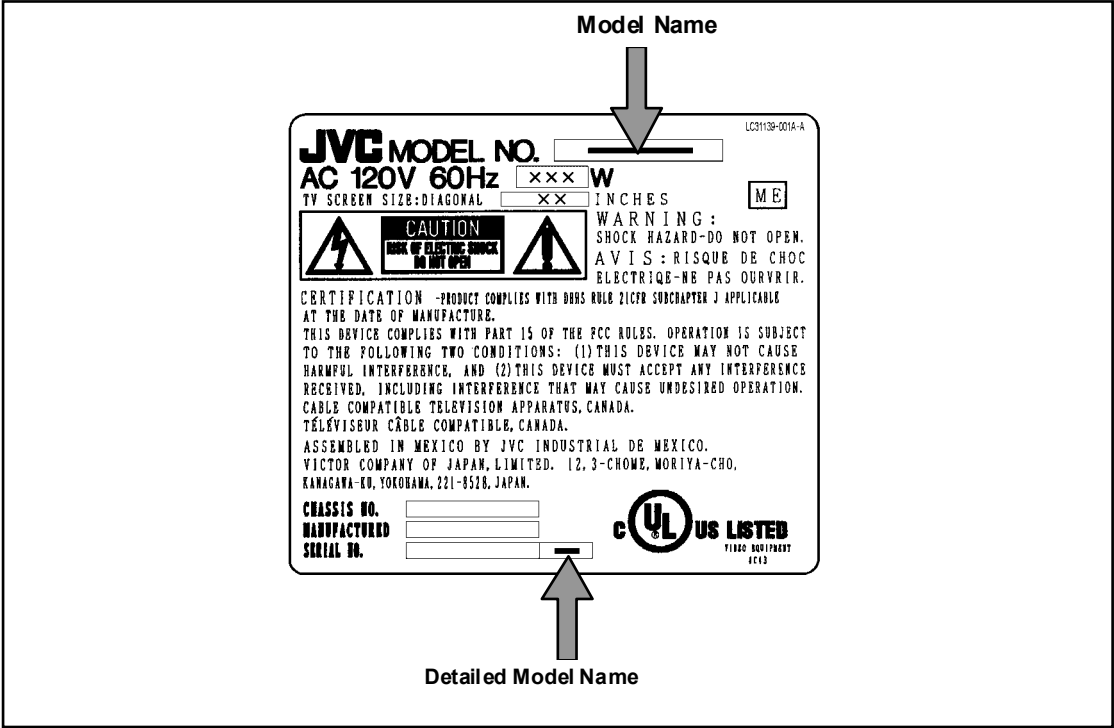 Model Name
LC31139-001A-A
JVC MODEL NO.
AC 120V 60Hz ××× W
TV SCREEN SIZE:DIAGONAL ×× INCHES
ME
CAUTION
RISK OF ELECTRIC SHOCK
DO NOT OPEN
WARNING:
SHOCK HAZARD-DO NOT OPEN.
AVIS:RISQUE DE CHOC
ELECTRIQE-NE PAS OURVRIR.
CERTIFICATION -PRODUCT COMPLIES WITH DHHS RULE 21CFR SUBCHAPTER J APPLICABLE
AT THE DATE OF MANUFACTURE.
THIS DEVICE COMPLIES WITH PART 15 OF THE FCC RULES. OPERATION IS SUBJECT
TO THE FOLLOWING TWO CONDITIONS: (1)THIS DEVICE MAY NOT CAUSE
HARMFUL INTERFERENCE, AND (2)THIS DEVICE MUST ACCEPT ANY INTERFERENCE
RECEIVED, INCLUDING INTERFERENCE THAT MAY CAUSE UNDESIRED OPERATION.
CABLE COMPATIBLE TELEVISION APPARATUS, CANADA.
TÉLÉVISEUR CÂBLE COMPATIBLE, CANADA.
ASSEMBLED IN MEXICO BY JVC INDUSTRIAL DE MEXICO.
VICTOR COMPANY OF JAPAN, LIMITED. 12, 3-CHOME, MORIYA-CHO,
KANAGAWA-KU, YOKOHAMA, 221-8528, JAPAN.
CHASSIS NO.
MANUFACTURED
SERIAL NO.
C UL ® US LISTED
VIDEO EQUIPMENT
4C43
Detailed Model Name